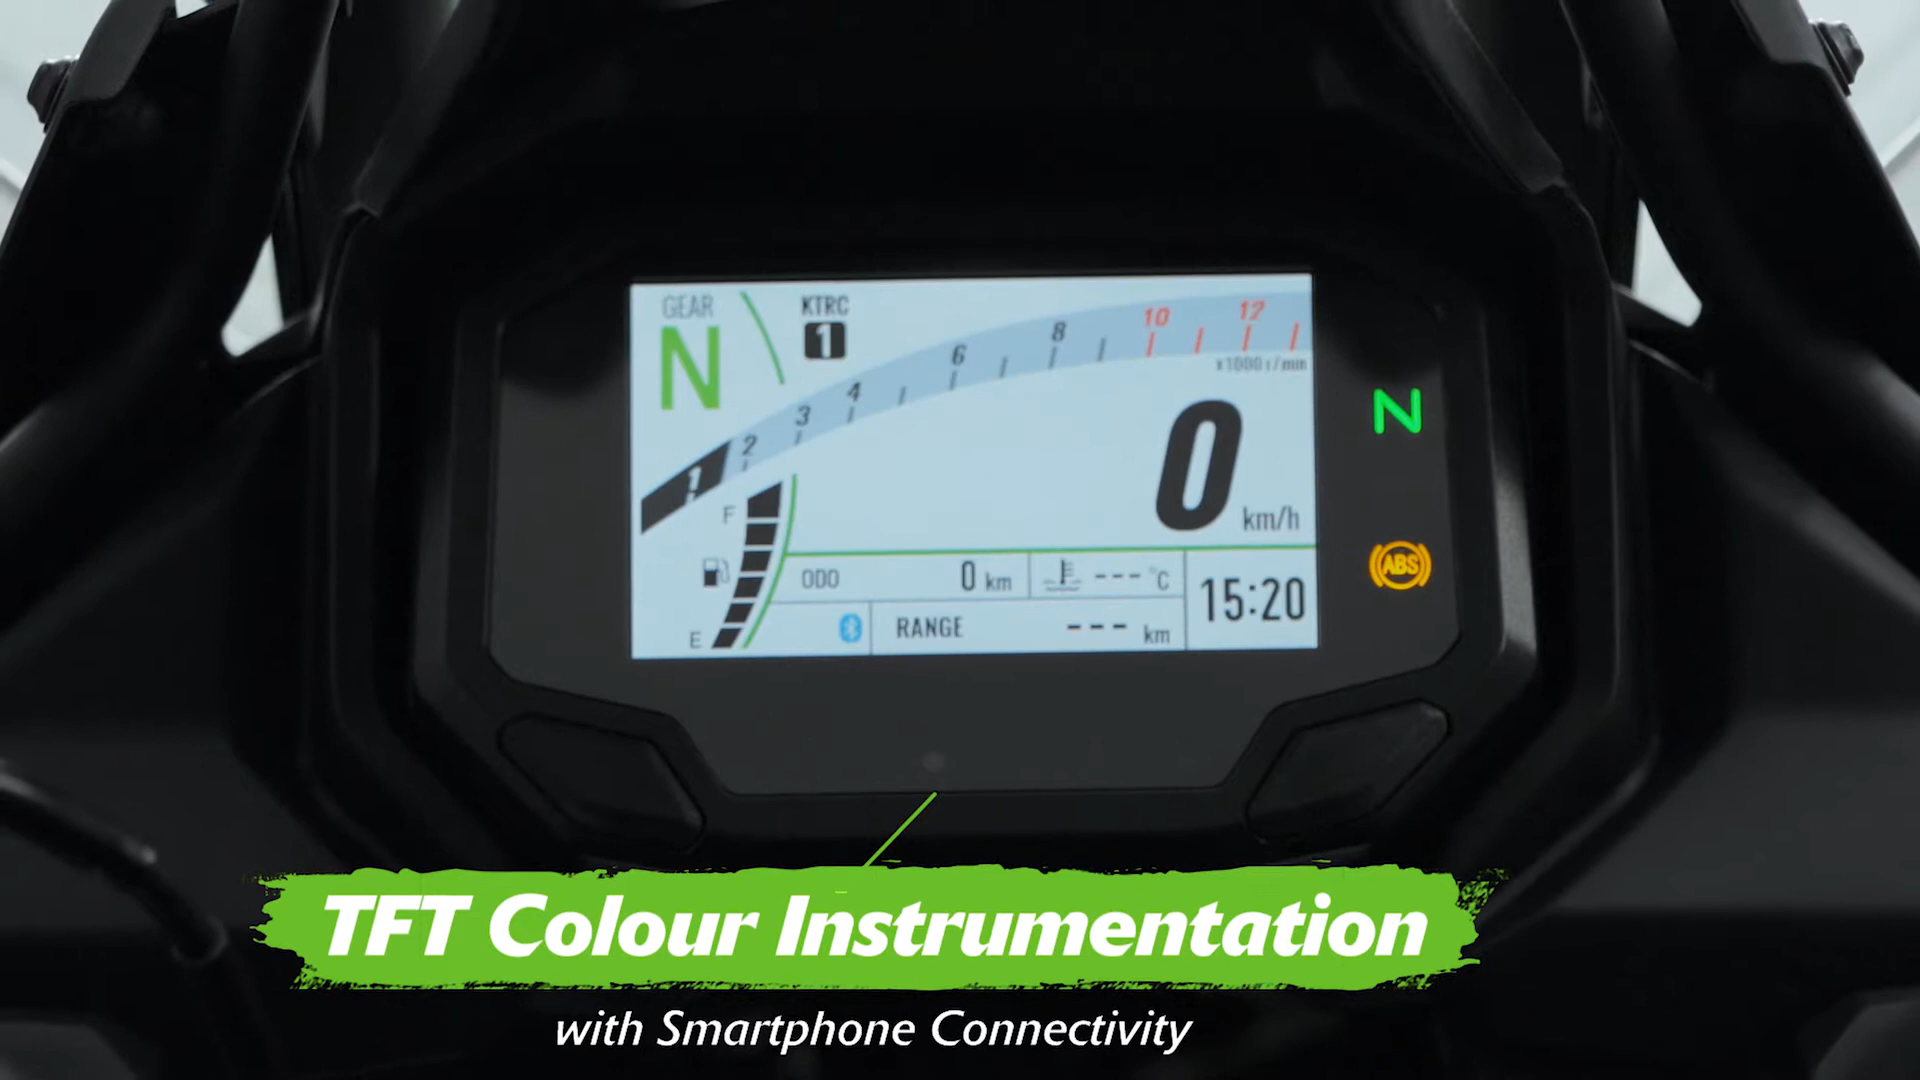 GEAR
N
KTRC
1
1 2 3 4 6 8 10 12
x1000 r/min
0 km/h
N
F
E
ABS
ODO 0 km
--- °C
15:20
RANGE --- km
TFT Colour Instrumentation
with Smartphone Connectivity